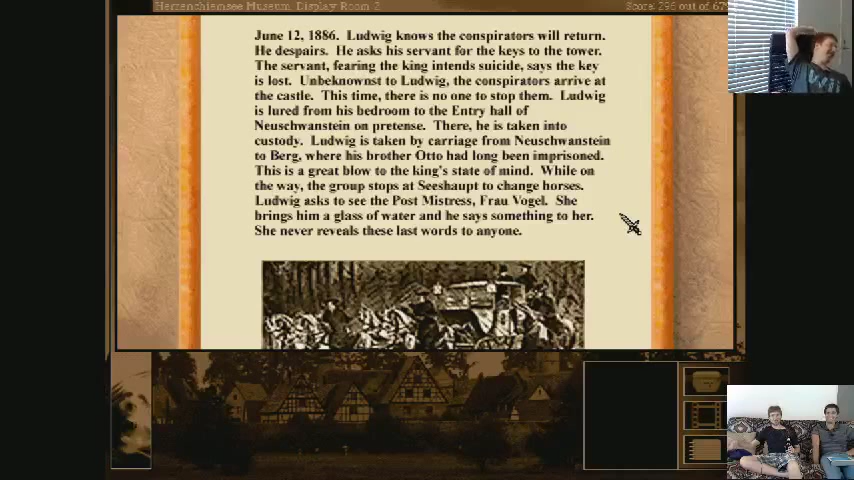 Herrenchiemsee Museum, Display Room 2
Score: 296 out of 679
June 12, 1886. Ludwig knows the conspirators will return.
He despairs. He asks his servant for the keys to the tower.
The servant, fearing the king intends suicide, says the key
is lost. Unbeknownst to Ludwig, the conspirators arrive at
the castle. This time, there is no one to stop them. Ludwig
is lured from his bedroom to the Entry hall of
Neuschwanstein on pretense. There, he is taken into
custody. Ludwig is taken by carriage from Neuschwanstein
to Berg, where his brother Otto had long been imprisoned.
This is a great blow to the king's state of mind. While on
the way, the group stops at Seeshaupt to change horses.
Ludwig asks to see the Post Mistress, Frau Vogel. She
brings him a glass of water and he says something to her.
She never reveals these last words to anyone.